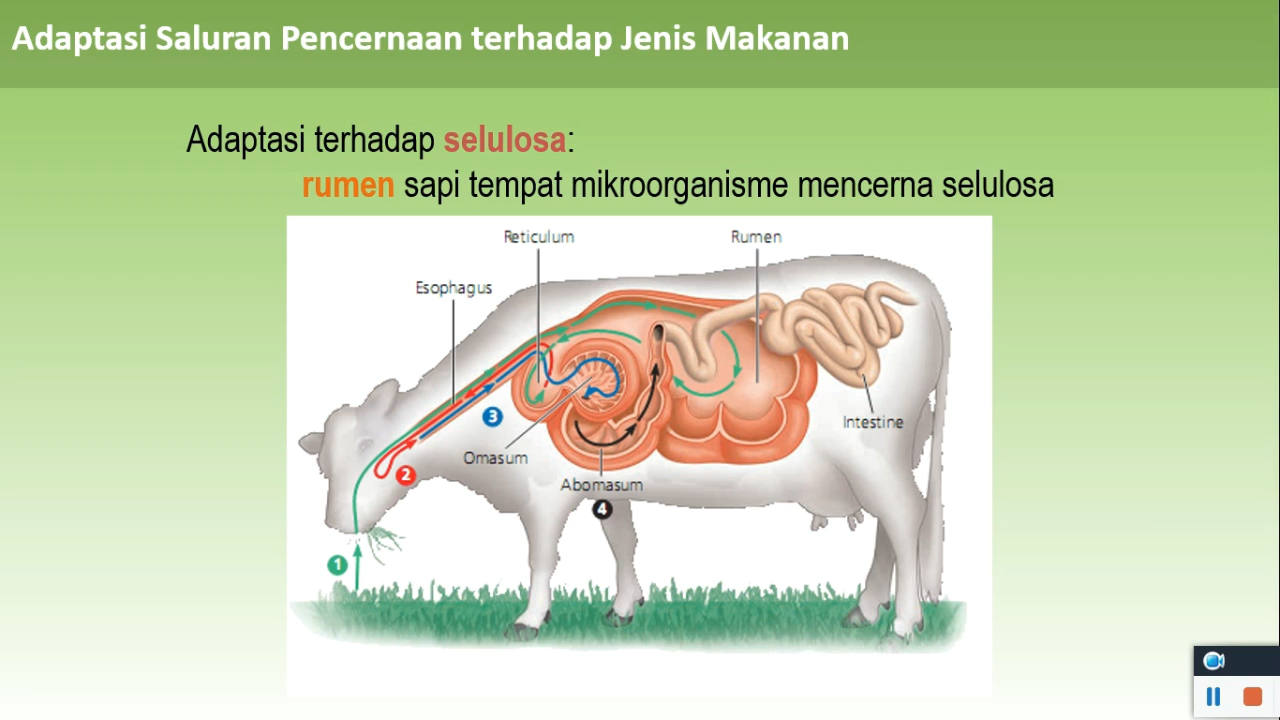 Adaptasi Saluran Pencernaan terhadap Jenis Makanan
Adaptasi terhadap selulosa:
rumen sapi tempat mikroorganisme mencerna selulosa
Reticulum
Rumen
Esophagus
3
Intestine
Omasum
2
Abomasum
4
1